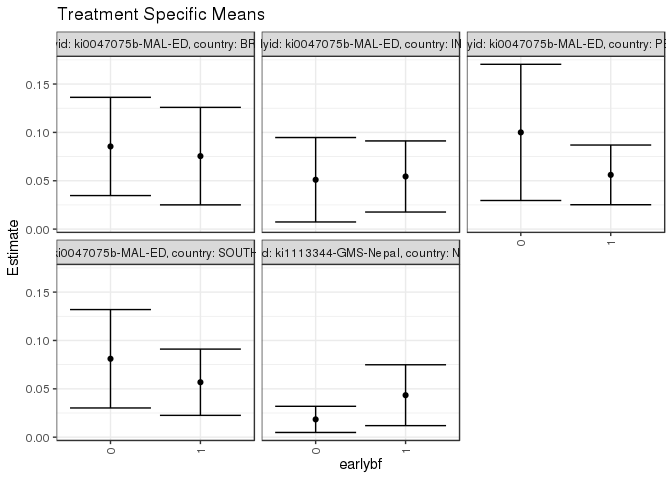 Treatment Specific Means
yid: ki0047075b-MAL-ED, country: BR
lyid: ki0047075b-MAL-ED, country: IN
yid: ki0047075b-MAL-ED, country: PE
0.15
0.10
0.05
0.00
0
1
Estimate
ki0047075b-MAL-ED, country: SOUTH
d: ki1113344-GMS-Nepal, country: N
0.15
0.10
0.05
0.00
0
1
0
1
earlybf